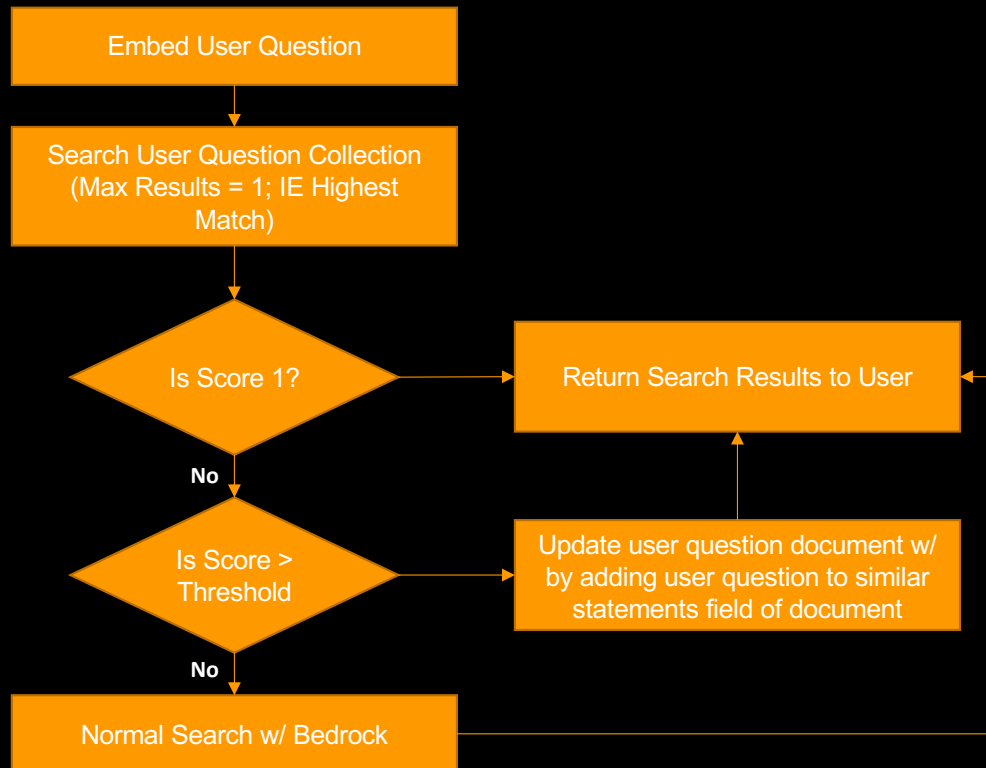 Embed User Question
Search User Question Collection
(Max Results = 1; IE Highest
Match)
Is Score 1?
Return Search Results to User
No
Is Score >
Threshold
Update user question document w/
by adding user question to similar
statements field of document
No
Normal Search w/ Bedrock